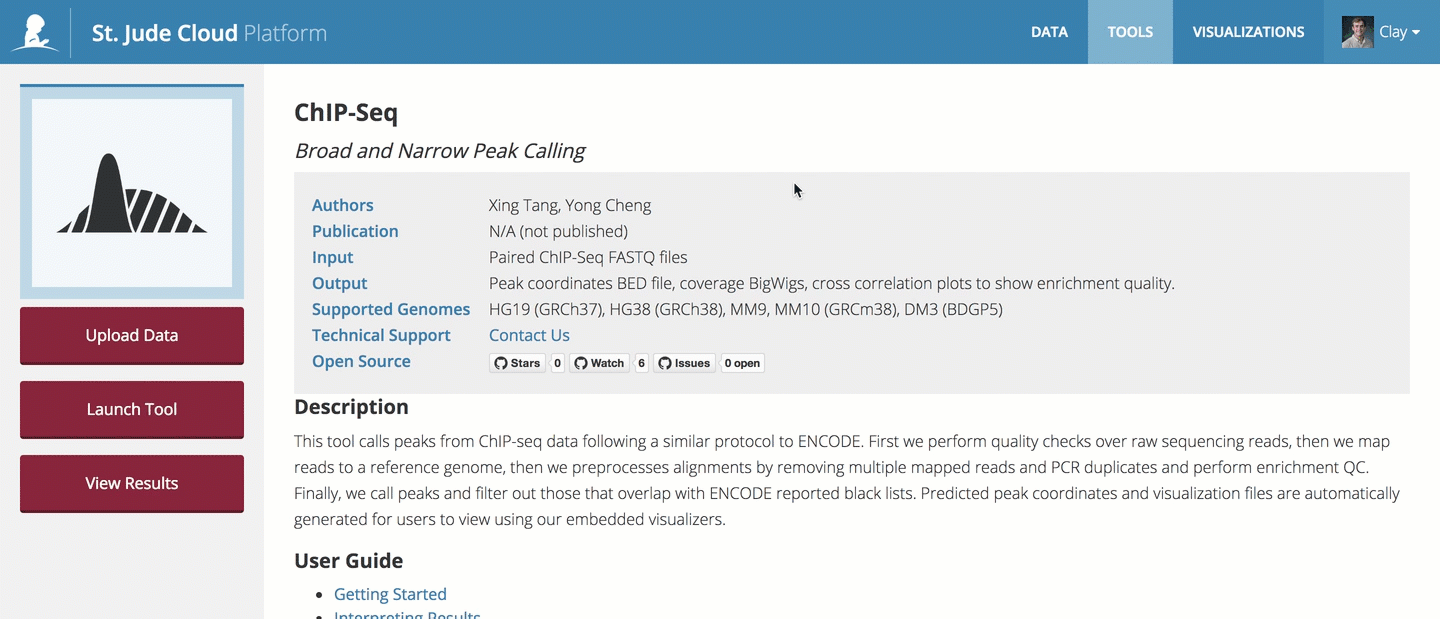 St. Jude Cloud Platform
DATA
TOOLS
VISUALIZATIONS
Clay
Upload Data
Launch Tool
View Results
ChIP-Seq
Broad and Narrow Peak Calling
Authors Xing Tang, Yong Cheng
Publication N/A (not published)
Input Paired ChIP-Seq FASTQ files
Output Peak coordinates BED file, coverage BigWigs, cross correlation plots to show enrichment quality.
Supported Genomes HG19 (GRCh37), HG38 (GRCh38), MM9, MM10 (GRCm38), DM3 (BDGP5)
Technical Support Contact Us
Open Source Stars 0 Watch 6 Issues 0 open
Description
This tool calls peaks from ChIP-seq data following a similar protocol to ENCODE. First we perform quality checks over raw sequencing reads, then we map
reads to a reference genome, then we preprocesses alignments by removing multiple mapped reads and PCR duplicates and perform enrichment QC.
Finally, we call peaks and filter out those that overlap with ENCODE reported black lists. Predicted peak coordinates and visualization files are automatically
generated for users to view using our embedded visualizers.
User Guide
Getting Started
Interpreting Results